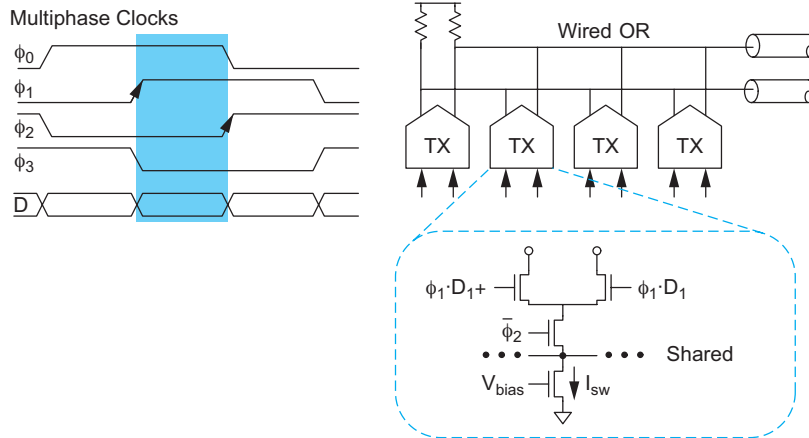 Multiphase Clocks
ϕ0
ϕ1
ϕ2
ϕ3
D
Wired OR
TX
TX
TX
TX
ϕ1·D1+
ϕ1·D1
ϕ̅2
Shared
Vbias
Isw